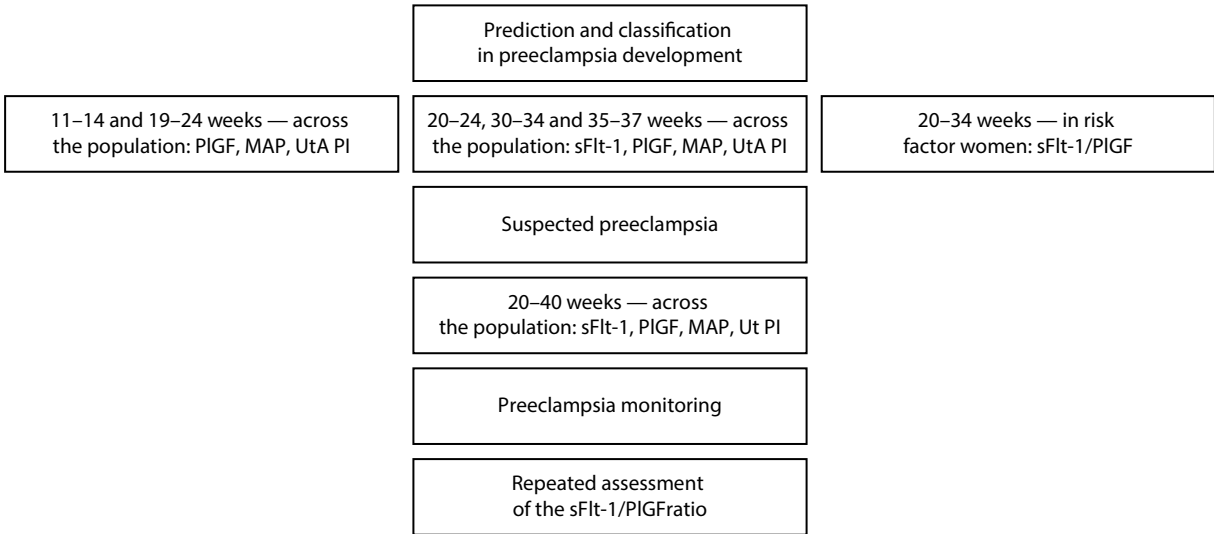 Prediction and classification
in preeclampsia development
11–14 and 19–24 weeks — across
the population: PlGF, MAP, UtA PI
20–24, 30–34 and 35–37 weeks — across
the population: sFlt-1, PlGF, MAP, UtA PI
20–34 weeks — in risk
factor women: sFlt-1/PlGF
Suspected preeclampsia
20–40 weeks — across
the population: sFlt-1, PlGF, MAP, Ut PI
Preeclampsia monitoring
Repeated assessment
of the sFlt-1/PlGFratio